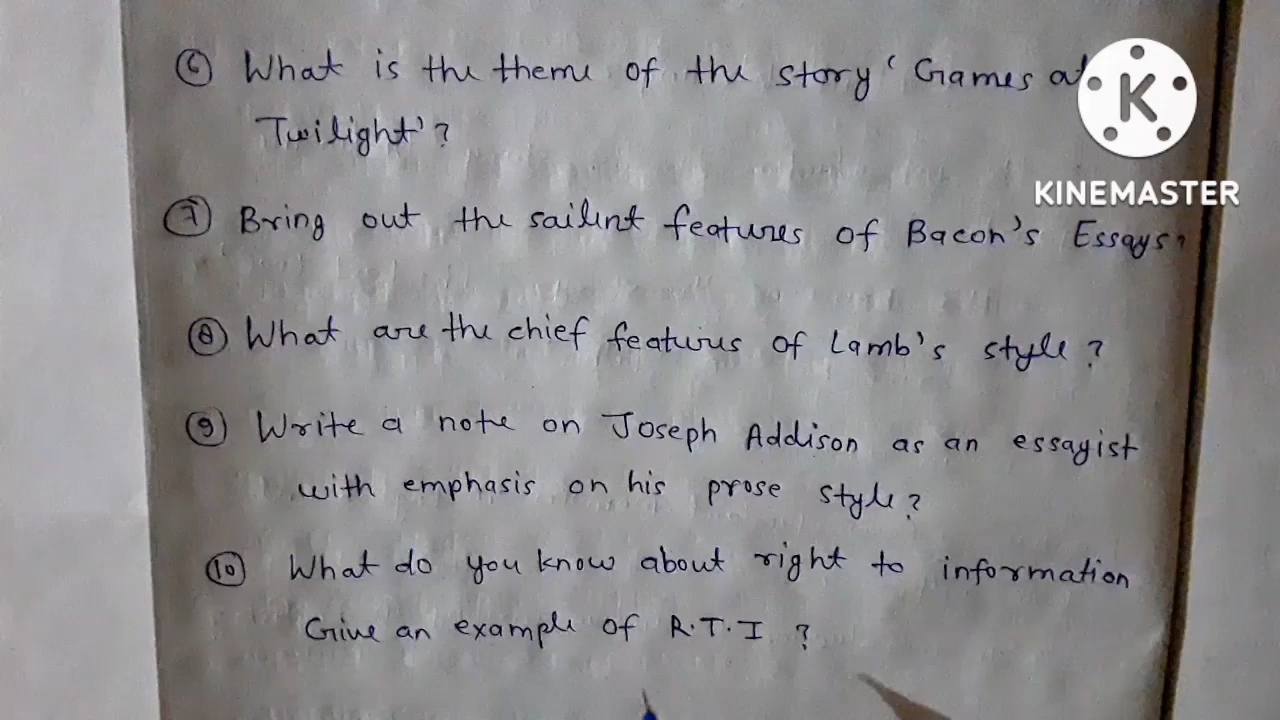 ⑥ What is the theme of the story ' Games at
Twilight' ?
⑦ Bring out the sailent features of Bacon's Essays.
⑧ What are the chief features of Lamb's style ?
⑨ Write a note on Joseph Addison as an essayist
with emphasis on his prose style ?
⑩ What do you know about right to information
Give an example of R.T.I ?
K
KINEMASTER